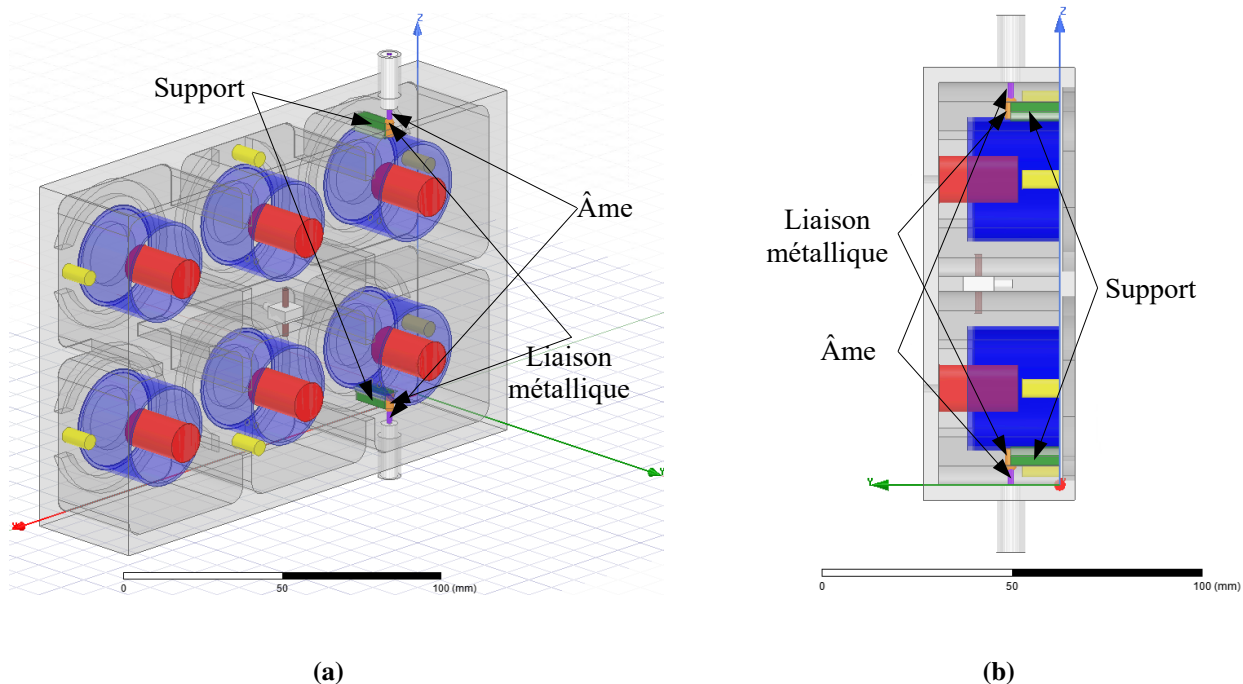 Z
Support
Âme
Liaison
métallique
Y
X
0
50
100 (mm)
(a)
Z
Liaison
métallique
Support
Âme
Y
0
50
100 (mm)
(b)